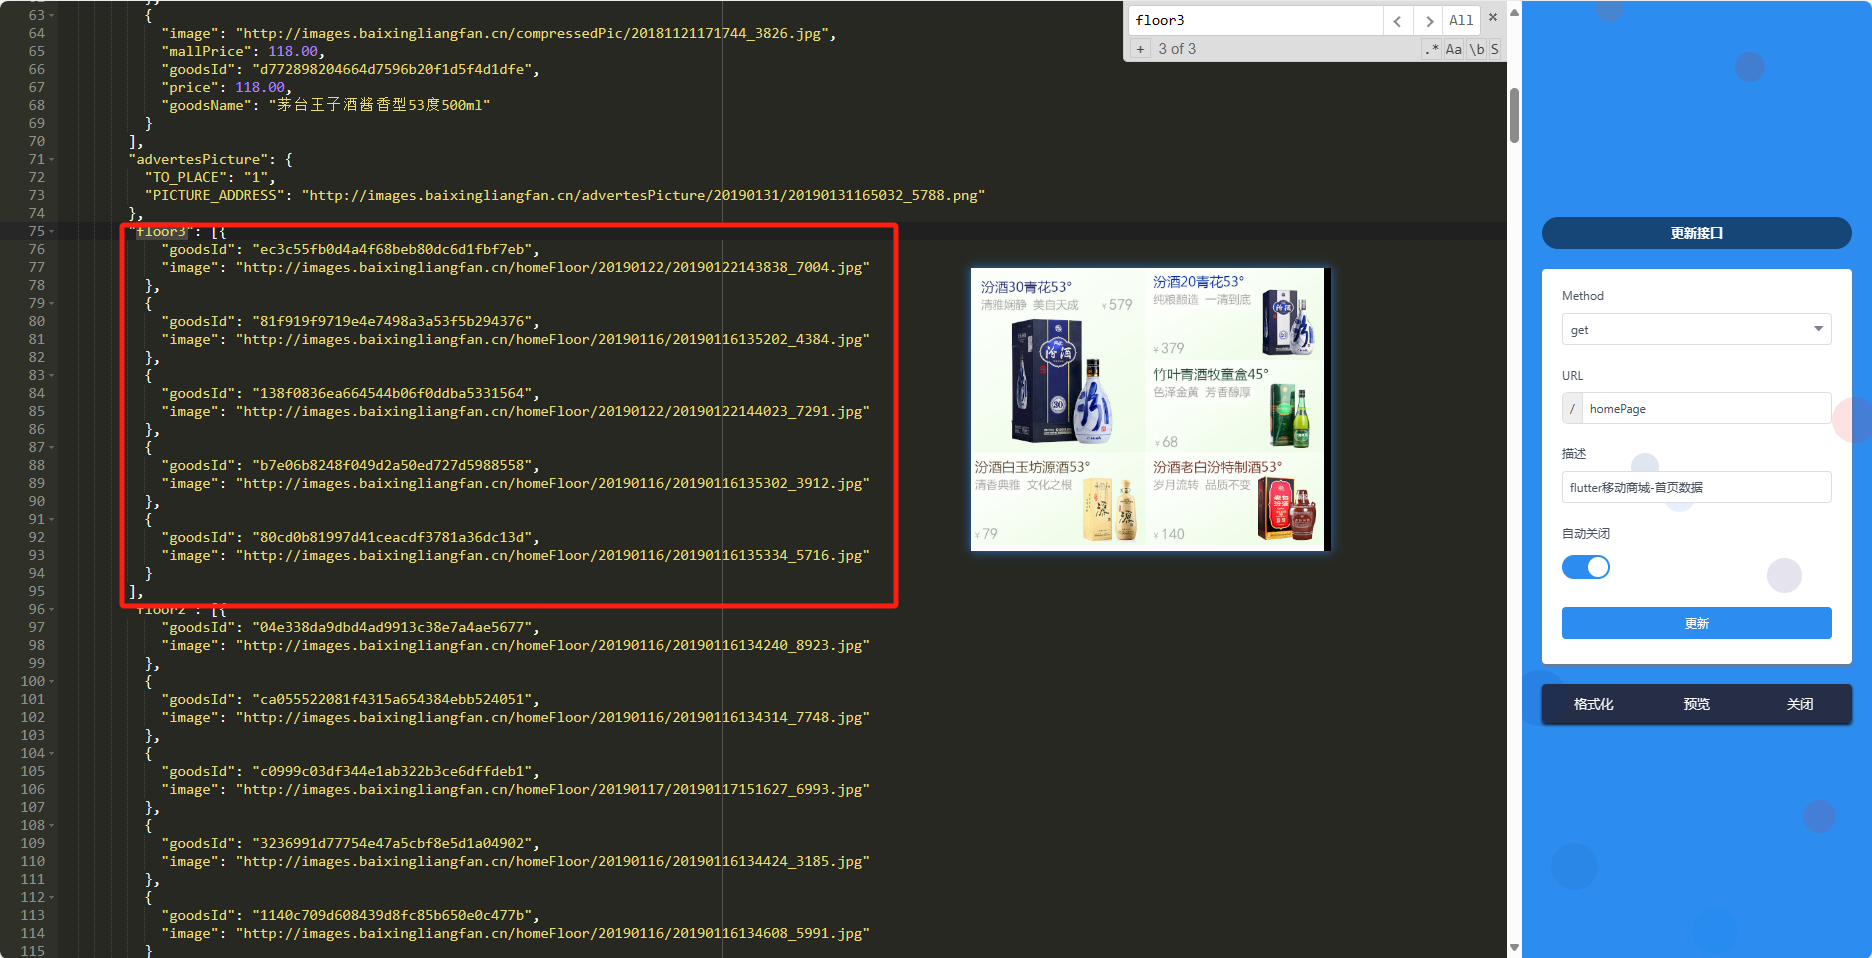 63 {
64 "image": "http://images.baixingliangfan.cn/compressedPic/20181121171744_3826.jpg",
65 "mallPrice": 118.00,
66 "goodsId": "d772898204664d7596b20f1d5f4d1dfe",
67 "price": 118.00,
68 "goodsName": "茅台王子酒酱香型53度500ml"
69 }
70 ],
71 "advertesPicture": {
72 "TO_PLACE": "1",
73 "PICTURE_ADDRESS": "http://images.baixingliangfan.cn/advertesPicture/20190131/20190131165032_5788.png"
74 },
75 "floor3": [{
76 "goodsId": "ec3c55fb0d4a4f68beb80dc6d1fbf7eb",
77 "image": "http://images.baixingliangfan.cn/homeFloor/20190122/20190122143838_7004.jpg"
78 },
79 {
80 "goodsId": "81f919f9719e4e7498a3a53f5b294376",
81 "image": "http://images.baixingliangfan.cn/homeFloor/20190116/20190116135202_4384.jpg"
82 },
83 {
84 "goodsId": "138f0836ea664544b06f0ddba5331564",
85 "image": "http://images.baixingliangfan.cn/homeFloor/20190122/20190122144023_7291.jpg"
86 },
87 {
88 "goodsId": "b7e06b8248f049d2a50ed727d5988558",
89 "image": "http://images.baixingliangfan.cn/homeFloor/20190116/20190116135302_3912.jpg"
90 },
91 {
92 "goodsId": "80cd0b81997d41ceacdf3781a36dc13d",
93 "image": "http://images.baixingliangfan.cn/homeFloor/20190116/20190116135334_5716.jpg"
94 }
95 ],
96 "floor2": [{
97 "goodsId": "04e338da9dbd4ad9913c38e7a4ae5677",
98 "image": "http://images.baixingliangfan.cn/homeFloor/20190116/20190116134240_8923.jpg"
99 },
100 {
101 "goodsId": "ca055522081f4315a654384ebb524051",
102 "image": "http://images.baixingliangfan.cn/homeFloor/20190116/20190116134314_7748.jpg"
103 },
104 {
105 "goodsId": "c0999c03df344e1ab322b3ce6dffdeb1",
106 "image": "http://images.baixingliangfan.cn/homeFloor/20190117/20190117151627_6993.jpg"
107 },
108 {
109 "goodsId": "3236991d77754e47a5cbf8e5d1a04902",
110 "image": "http://images.baixingliangfan.cn/homeFloor/20190116/20190116134424_3185.jpg"
111 },
112 {
113 "goodsId": "1140c709d608439d8fc85b650e0c477b",
114 "image": "http://images.baixingliangfan.cn/homeFloor/20190116/20190116134608_5991.jpg"
115 }
floor3
All
+ 3 of 3
.* Aa \b S
汾酒30青花53°
清雅娴静 美自天成
¥579
汾酒
30
汾酒20青花53°
纯粮酿造 一清到底
¥379
竹叶青酒牧童盒45°
色泽金黄 芳香醇厚
¥68
汾酒白玉坊源酒53°
清香典雅 文化之根
源
¥79
汾酒老白汾特制酒53°
岁月流转 品质不变
¥140
更新接口
Method
get
URL
/ homePage
描述
flutter移动商城-首页数据
自动关闭
更新
格式化 预览 关闭